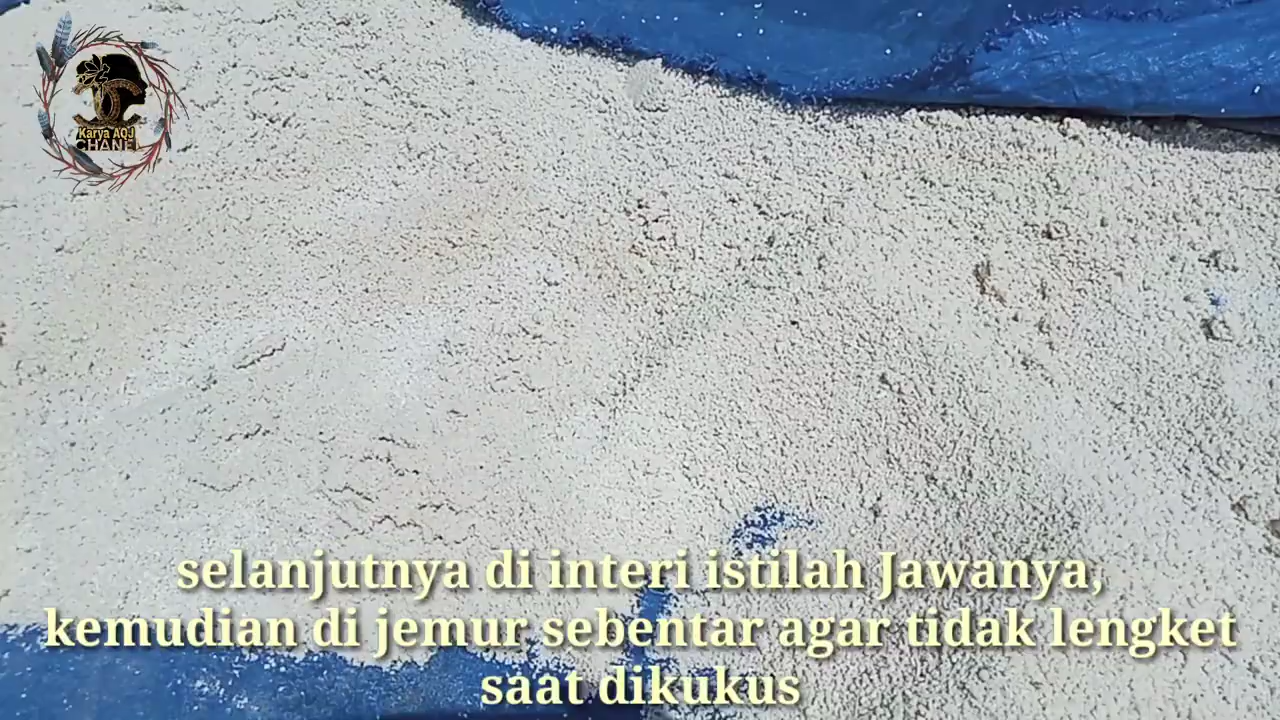 Karya AQJ
CHANEL
selanjutnya di interi istilah Jawanya,
kemudian di jemur sebentar agar tidak lengket
saat dikukus